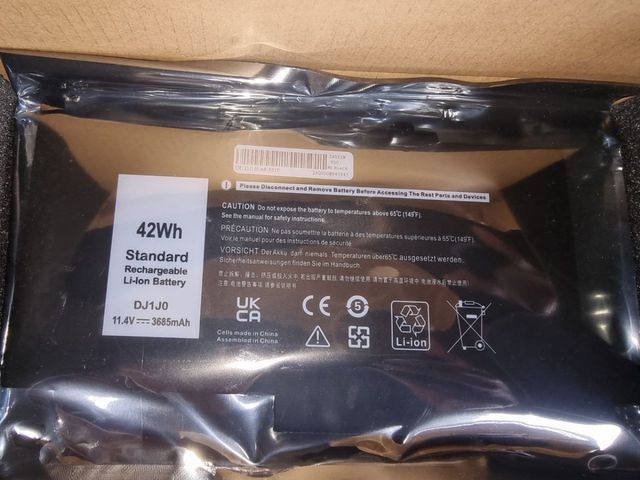 Please Disconnect and Remove Battery Before Accessing The Rest Parts and Devices
CAUTION Do not expose the battery to temperatures above 65℃(149℉).
See the manual for safety instructions.
PRÉCAUTION Ne pas soumettre la batterie à des températures supérieures à 65℃(149℉).
Voir le manuel pour des instructions de sécurité.
VORSICHT Der Akku darf niemals Temperaturen über65℃ausgesetzt werden.
Sicherheitsanweisungen finden Sie im Handbuch.
42Wh
Standard
Rechargeable
Li-Ion Battery
DJ1J0
11.4V 3685mAh
UK
CA
CE
5
Cells made in China
Assembled in China
Li-ion